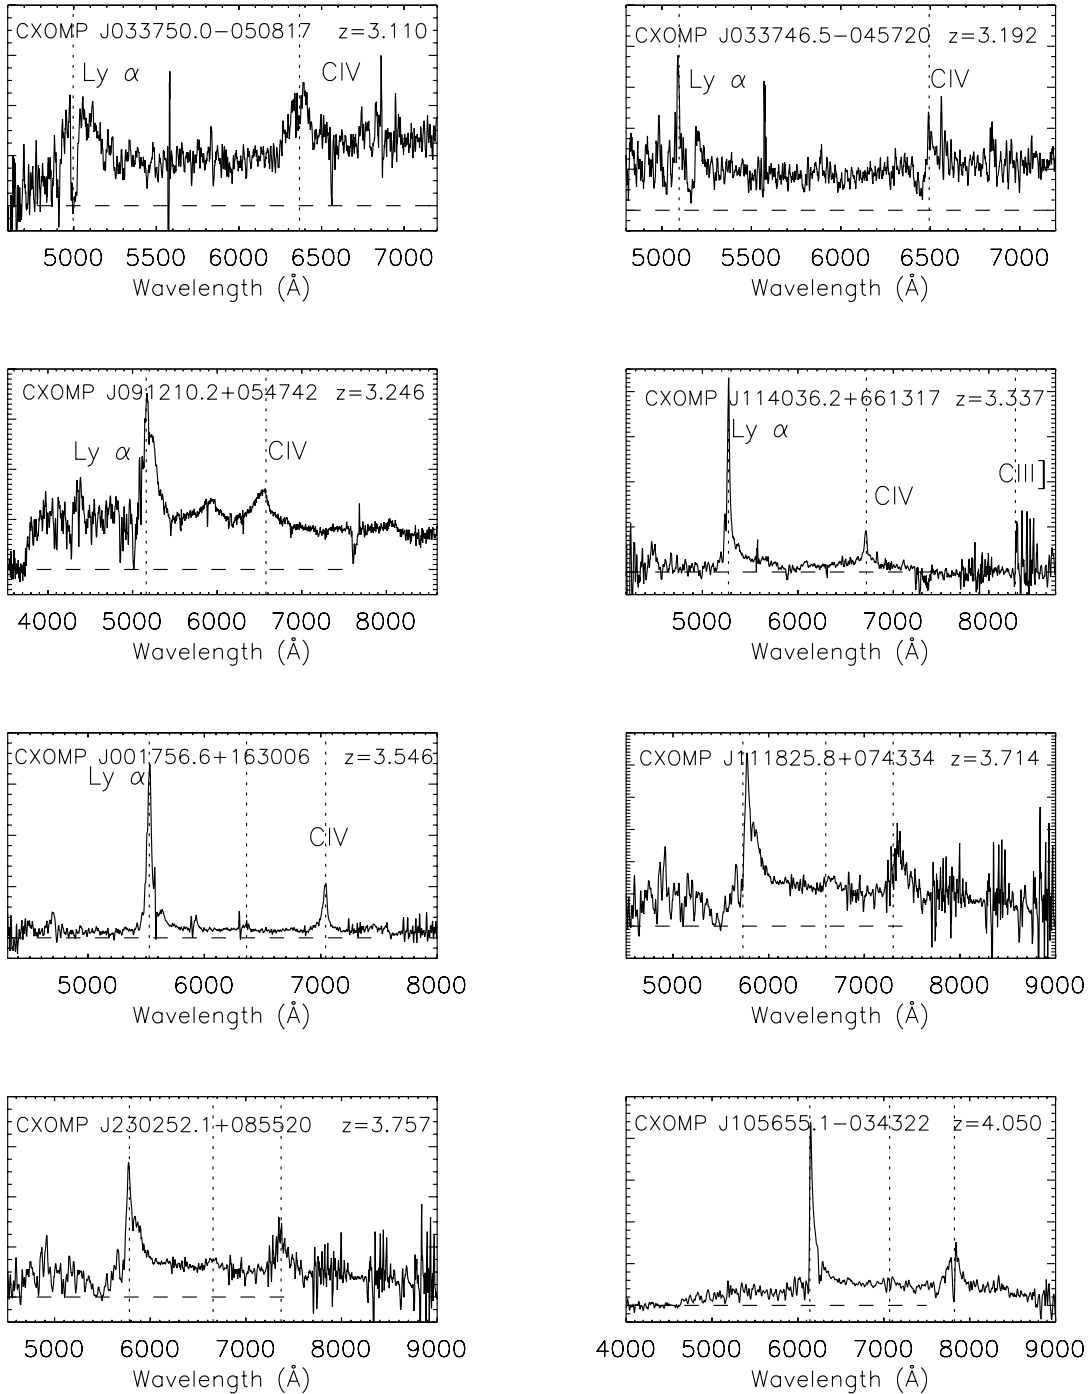 CXOMP J033750.0−050817 z=3.110
Ly α CIV
5000 5500 6000 6500 7000
Wavelength (Å)
CXOMP J033746.5−045720 z=3.192
Ly α CIV
5000 5500 6000 6500 7000
Wavelength (Å)
CXOMP J091210.2+054742 z=3.246
Ly α CIV
4000 5000 6000 7000 8000
Wavelength (Å)
CXOMP J114036.2+661317 z=3.337
Ly α
CIII]
CIV
5000 6000 7000 8000
Wavelength (Å)
CXOMP J001756.6+163006 z=3.546
Ly α
CIV
5000 6000 7000 8000
Wavelength (Å)
CXOMP J111825.8+074334 z=3.714
5000 6000 7000 8000 9000
Wavelength (Å)
CXOMP J230252.1+085520 z=3.757
5000 6000 7000 8000 9000
Wavelength (Å)
CXOMP J105655.1−034322 z=4.050
4000 5000 6000 7000 8000 9000
Wavelength (Å)